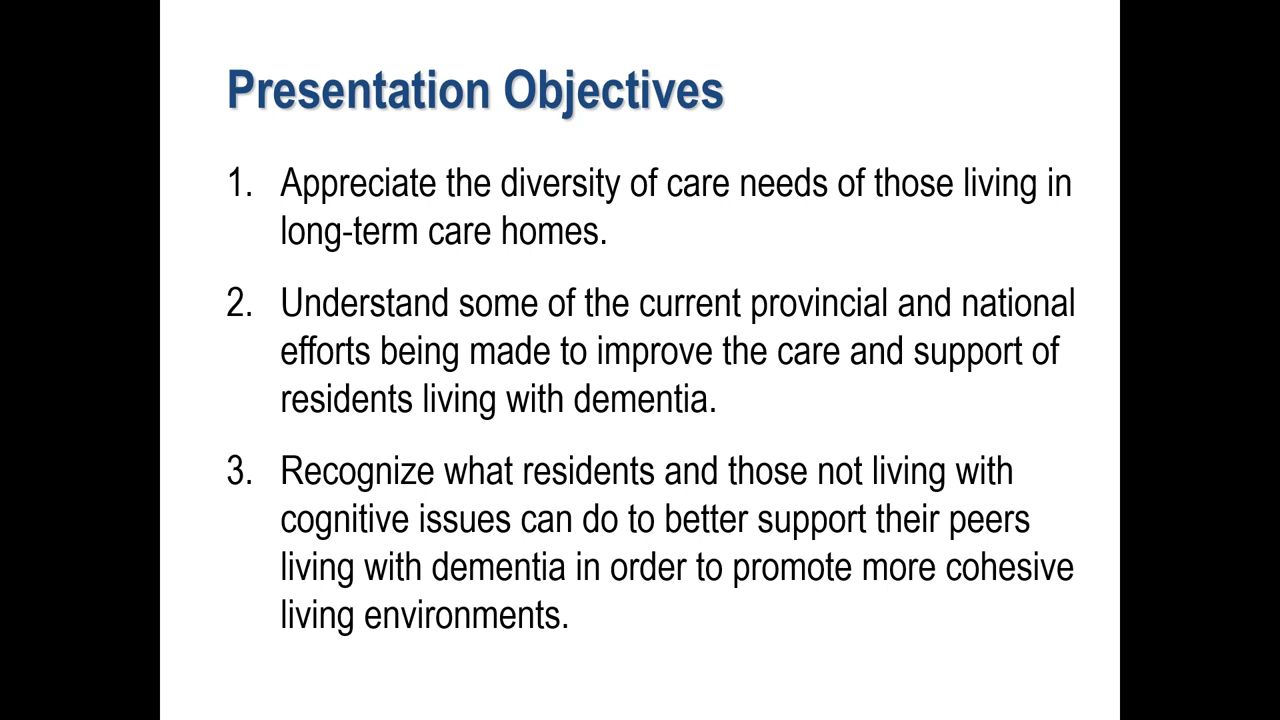 Presentation Objectives
1. Appreciate the diversity of care needs of those living in
long-term care homes.
2. Understand some of the current provincial and national
efforts being made to improve the care and support of
residents living with dementia.
3. Recognize what residents and those not living with
cognitive issues can do to better support their peers
living with dementia in order to promote more cohesive
living environments.